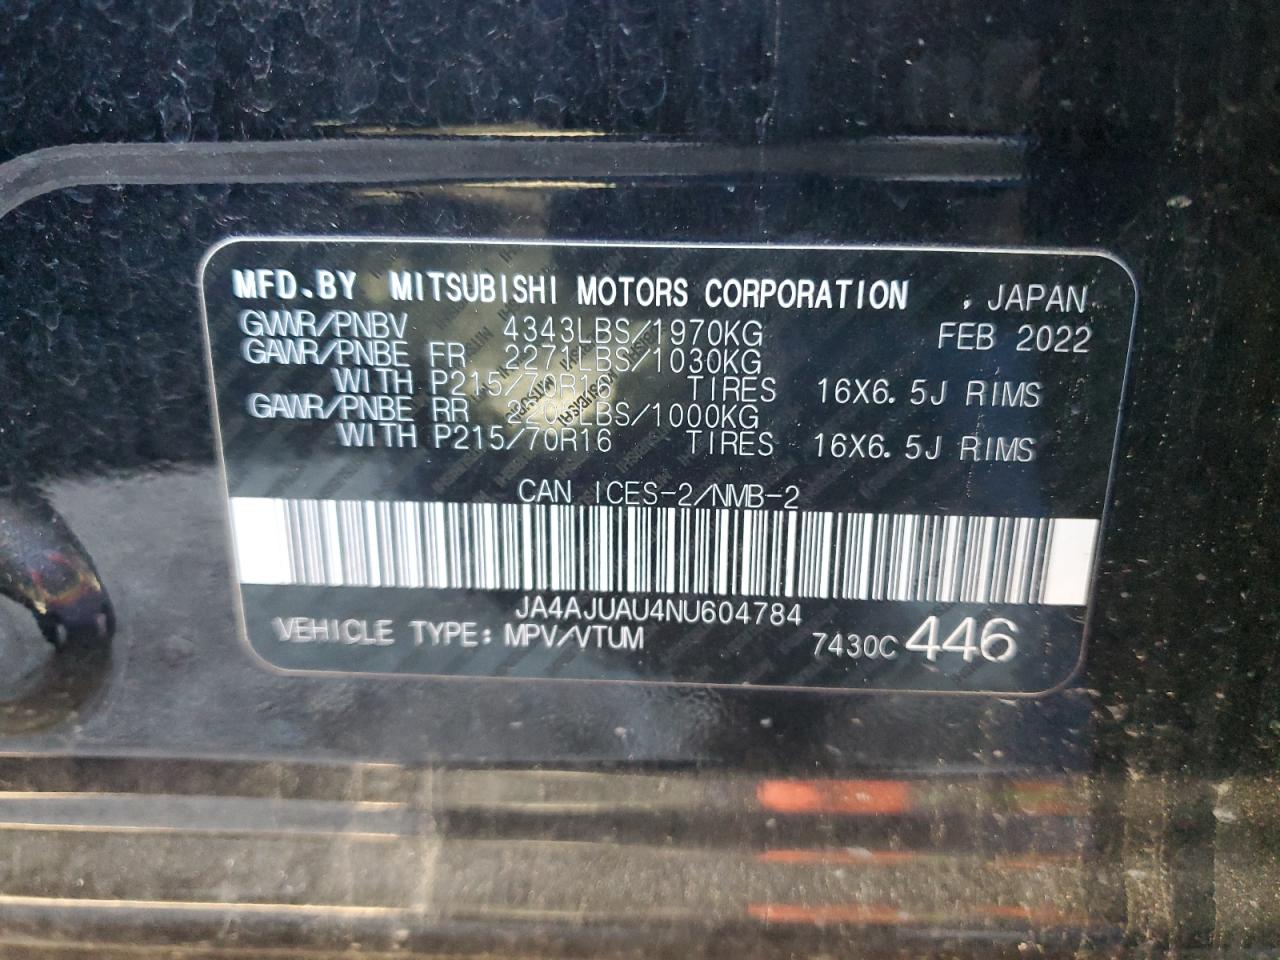 MFD.BY MITSUBISHI MOTORS CORPORATION , JAPAN
GVWR/PNBV 4343LBS/1970KG FEB 2022
GAWR/PNBE FR 2271LBS/1030KG
WITH P215/70R16 TIRES 16X6.5J RIMS
GAWR/PNBE RR LBS/1000KG
WITH P215/70R16 TIRES 16X6.5J RIMS
CAN ICES-2/NMB-2
JA4AJUAU4NU604784
VEHICLE TYPE: MPV/VTUM 7430C 446